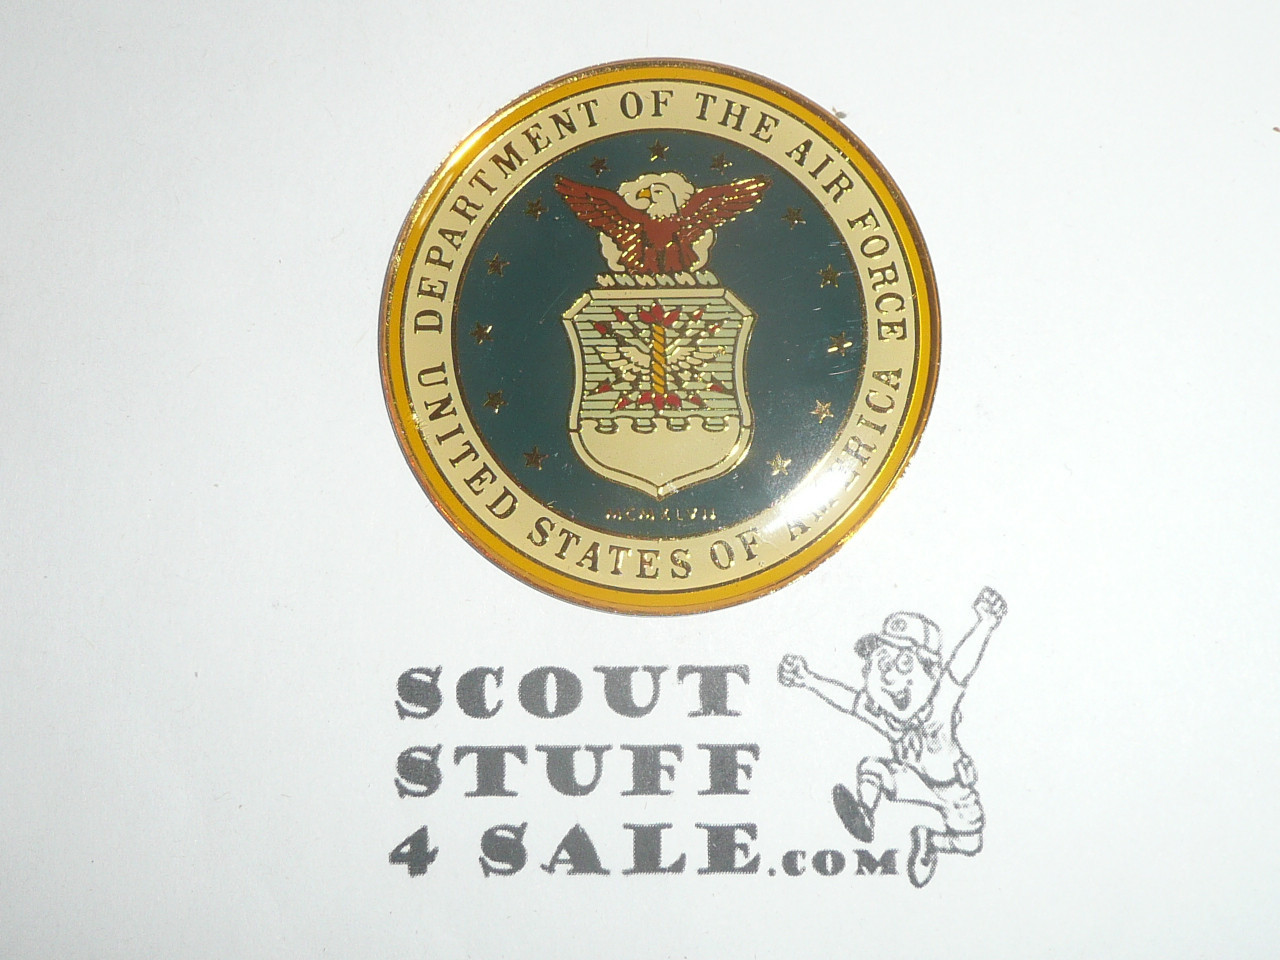 DEPARTMENT OF THE AIR FORCE
UNITED STATES OF AMERICA
MCMXLVII
SCOUT
STUFF
4 SALE.COM